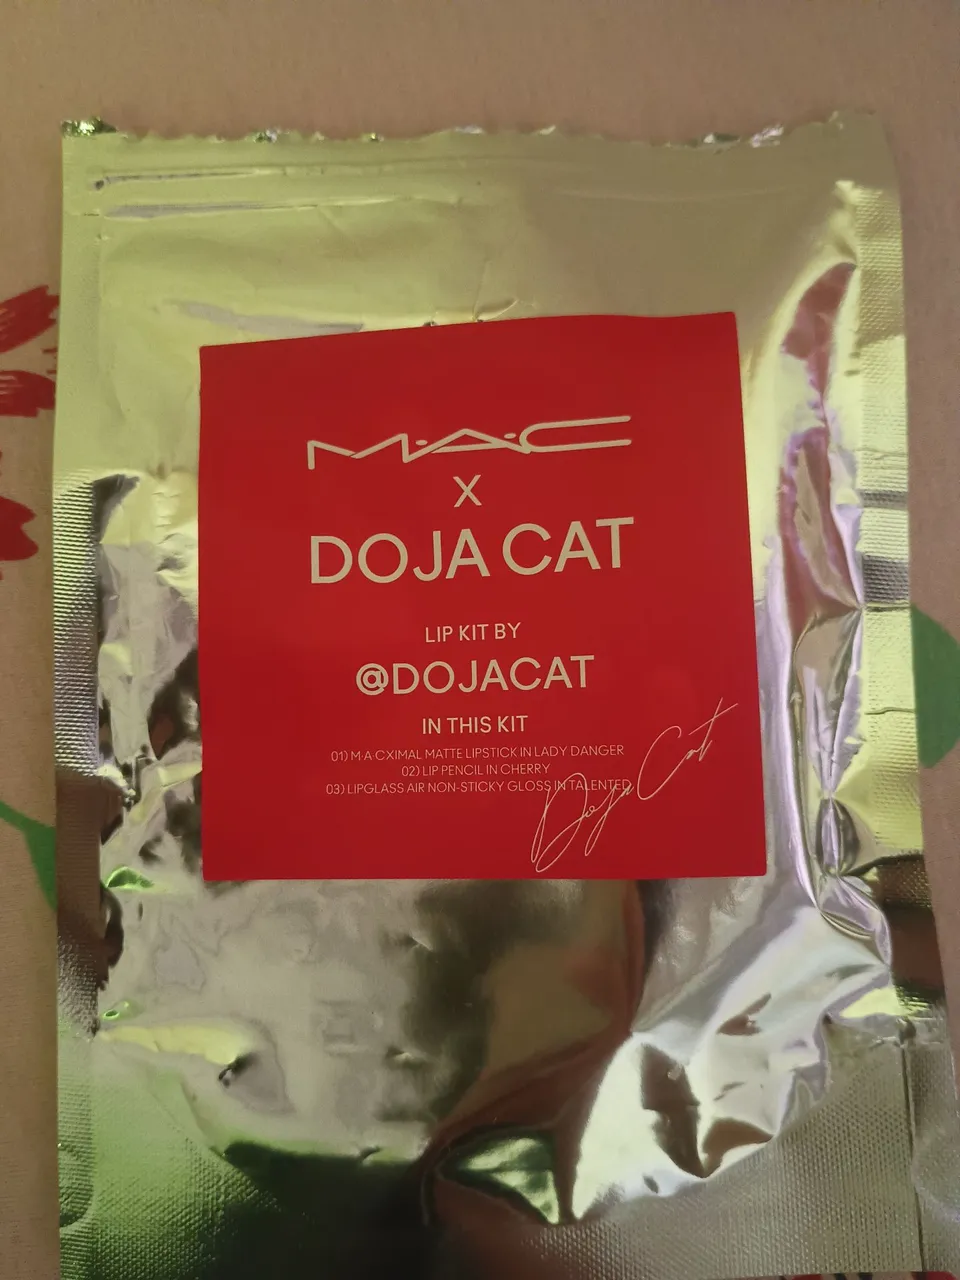 M·A·C
X
DOJA CAT
LIP KIT BY
@DOJACAT
IN THIS KIT
01) M·A·CXIMAL MATTE LIPSTICK IN LADY DANGER
02) LIP PENCIL IN CHERRY
03) LIPGLASS AIR NON-STICKY GLOSS IN TALENTED
Doja Cat